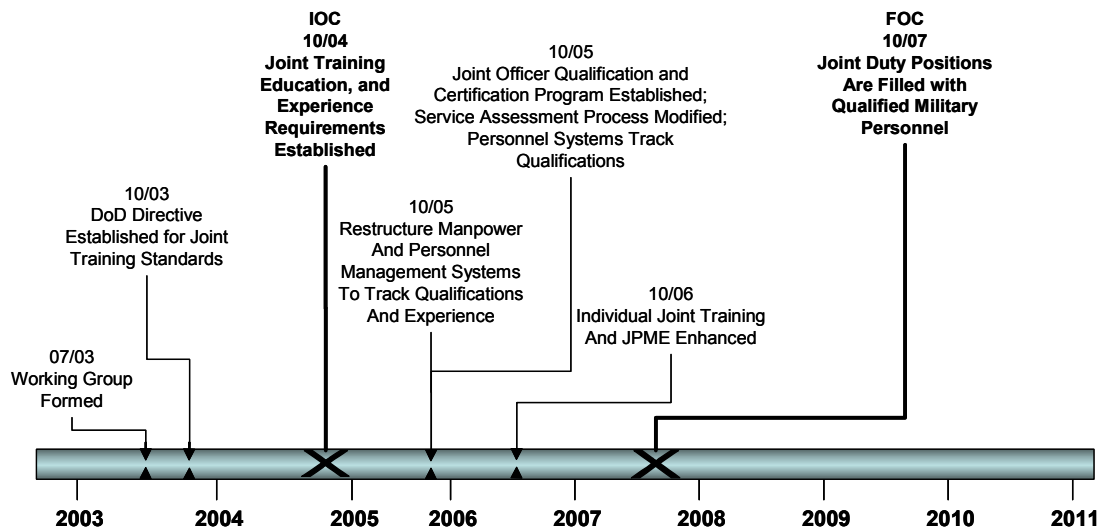 IOC
10/04
Joint Training
Education, and
Experience
Requirements
Established
FOC
10/07
Joint Duty Positions
Are Filled with
Qualified Military
Personnel
10/05
Joint Officer Qualification and
Certification Program Established;
Service Assessment Process Modified;
Personnel Systems Track
Qualifications
10/03
DoD Directive
Established for Joint
Training Standards
10/05
Restructure Manpower
And Personnel
Management Systems
To Track Qualifications
And Experience
10/06
Individual Joint Training
And JPME Enhanced
07/03
Working Group
Formed
2003 2004 2005 2006 2007 2008 2009 2010 2011